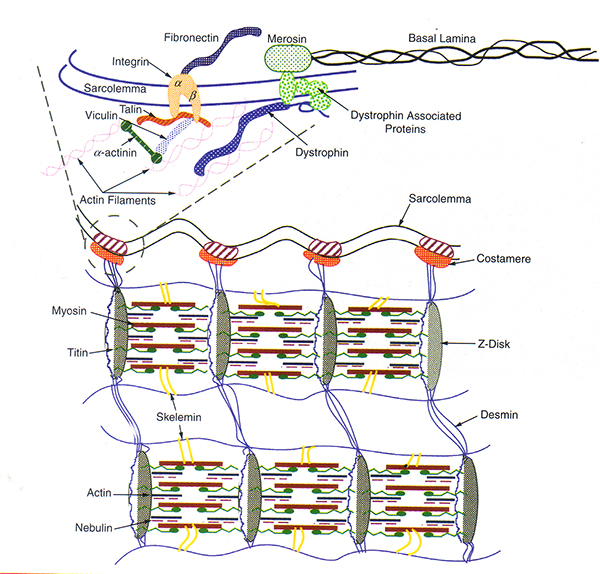 Fibronectin
Merosin
Basal Lamina
Integrin
α
β
Sarcolemma
Talin
Viculin
α-actinin
Dystrophin Associated
Proteins
Dystrophin
Actin Filaments
Sarcolemma
Costamere
Myosin
Titin
Z-Disk
Skelemin
Desmin
Actin
Nebulin